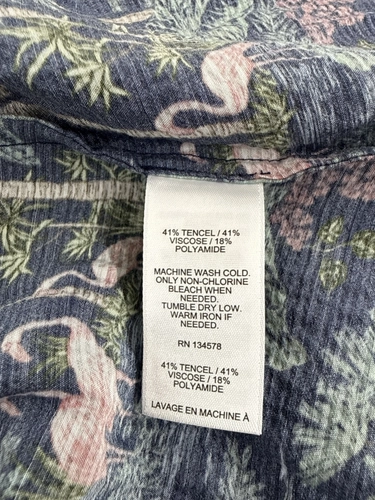 41% TENCEL / 41%
VISCOSE / 18%
POLYAMIDE
MACHINE WASH COLD.
ONLY NON-CHLORINE
BLEACH WHEN
NEEDED.
TUMBLE DRY LOW.
WARM IRON IF
NEEDED.
RN 134578
41% TENCEL / 41%
VISCOSE / 18%
POLYAMIDE
LAVAGE EN MACHINE À